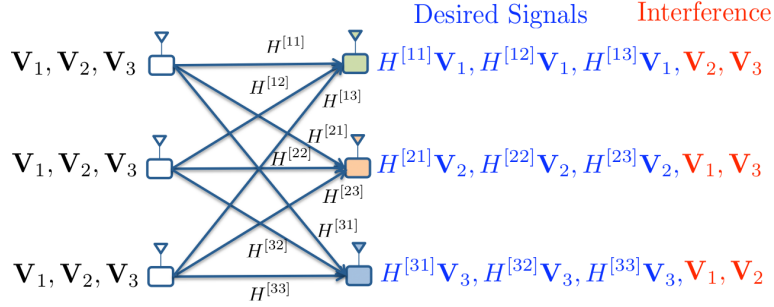 Desired Signals Interference
V₁, V₂, V₃ H^[11] H^[11]V₁, H^[12]V₁, H^[13]V₁, V₂, V₃
H^[12]
H^[13]
H^[21]
V₁, V₂, V₃ H^[22] H^[21]V₂, H^[22]V₂, H^[23]V₂, V₁, V₃
H^[23]
H^[31]
H^[32]
V₁, V₂, V₃ H^[33] H^[31]V₃, H^[32]V₃, H^[33]V₃, V₁, V₂